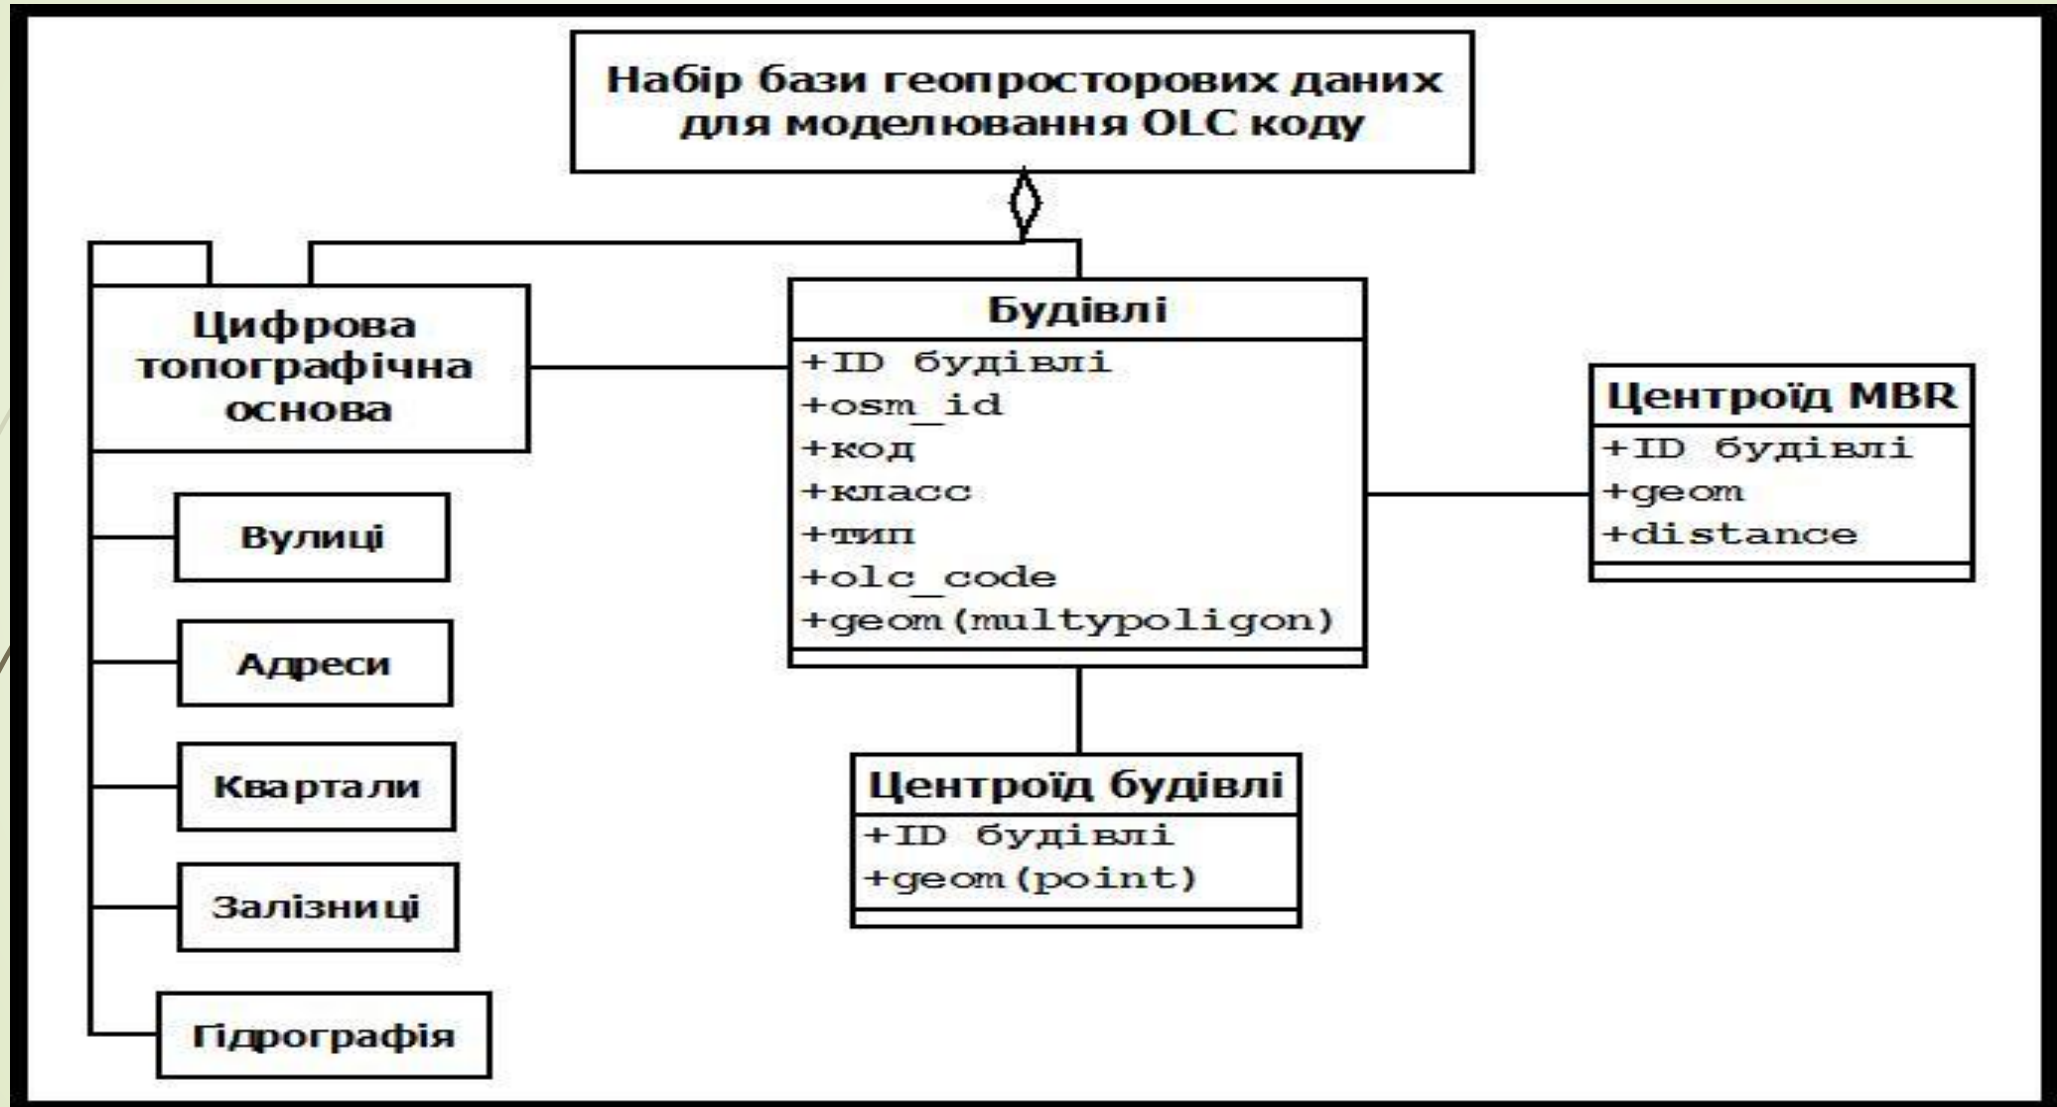 Набір бази геопросторових даних
для моделювання OLC коду
Цифрова
топографічна
основа
Вулиці
Адреси
Квартали
Залізниці
Гідрографія
Будівлі
+ID будівлі
+osm_id
+код
+класс
+тип
+olc_code
+geom(multypoligon)
Центроїд будівлі
+ID будівлі
+geom(point)
Центроїд MBR
+ID будівлі
+geom
+distance